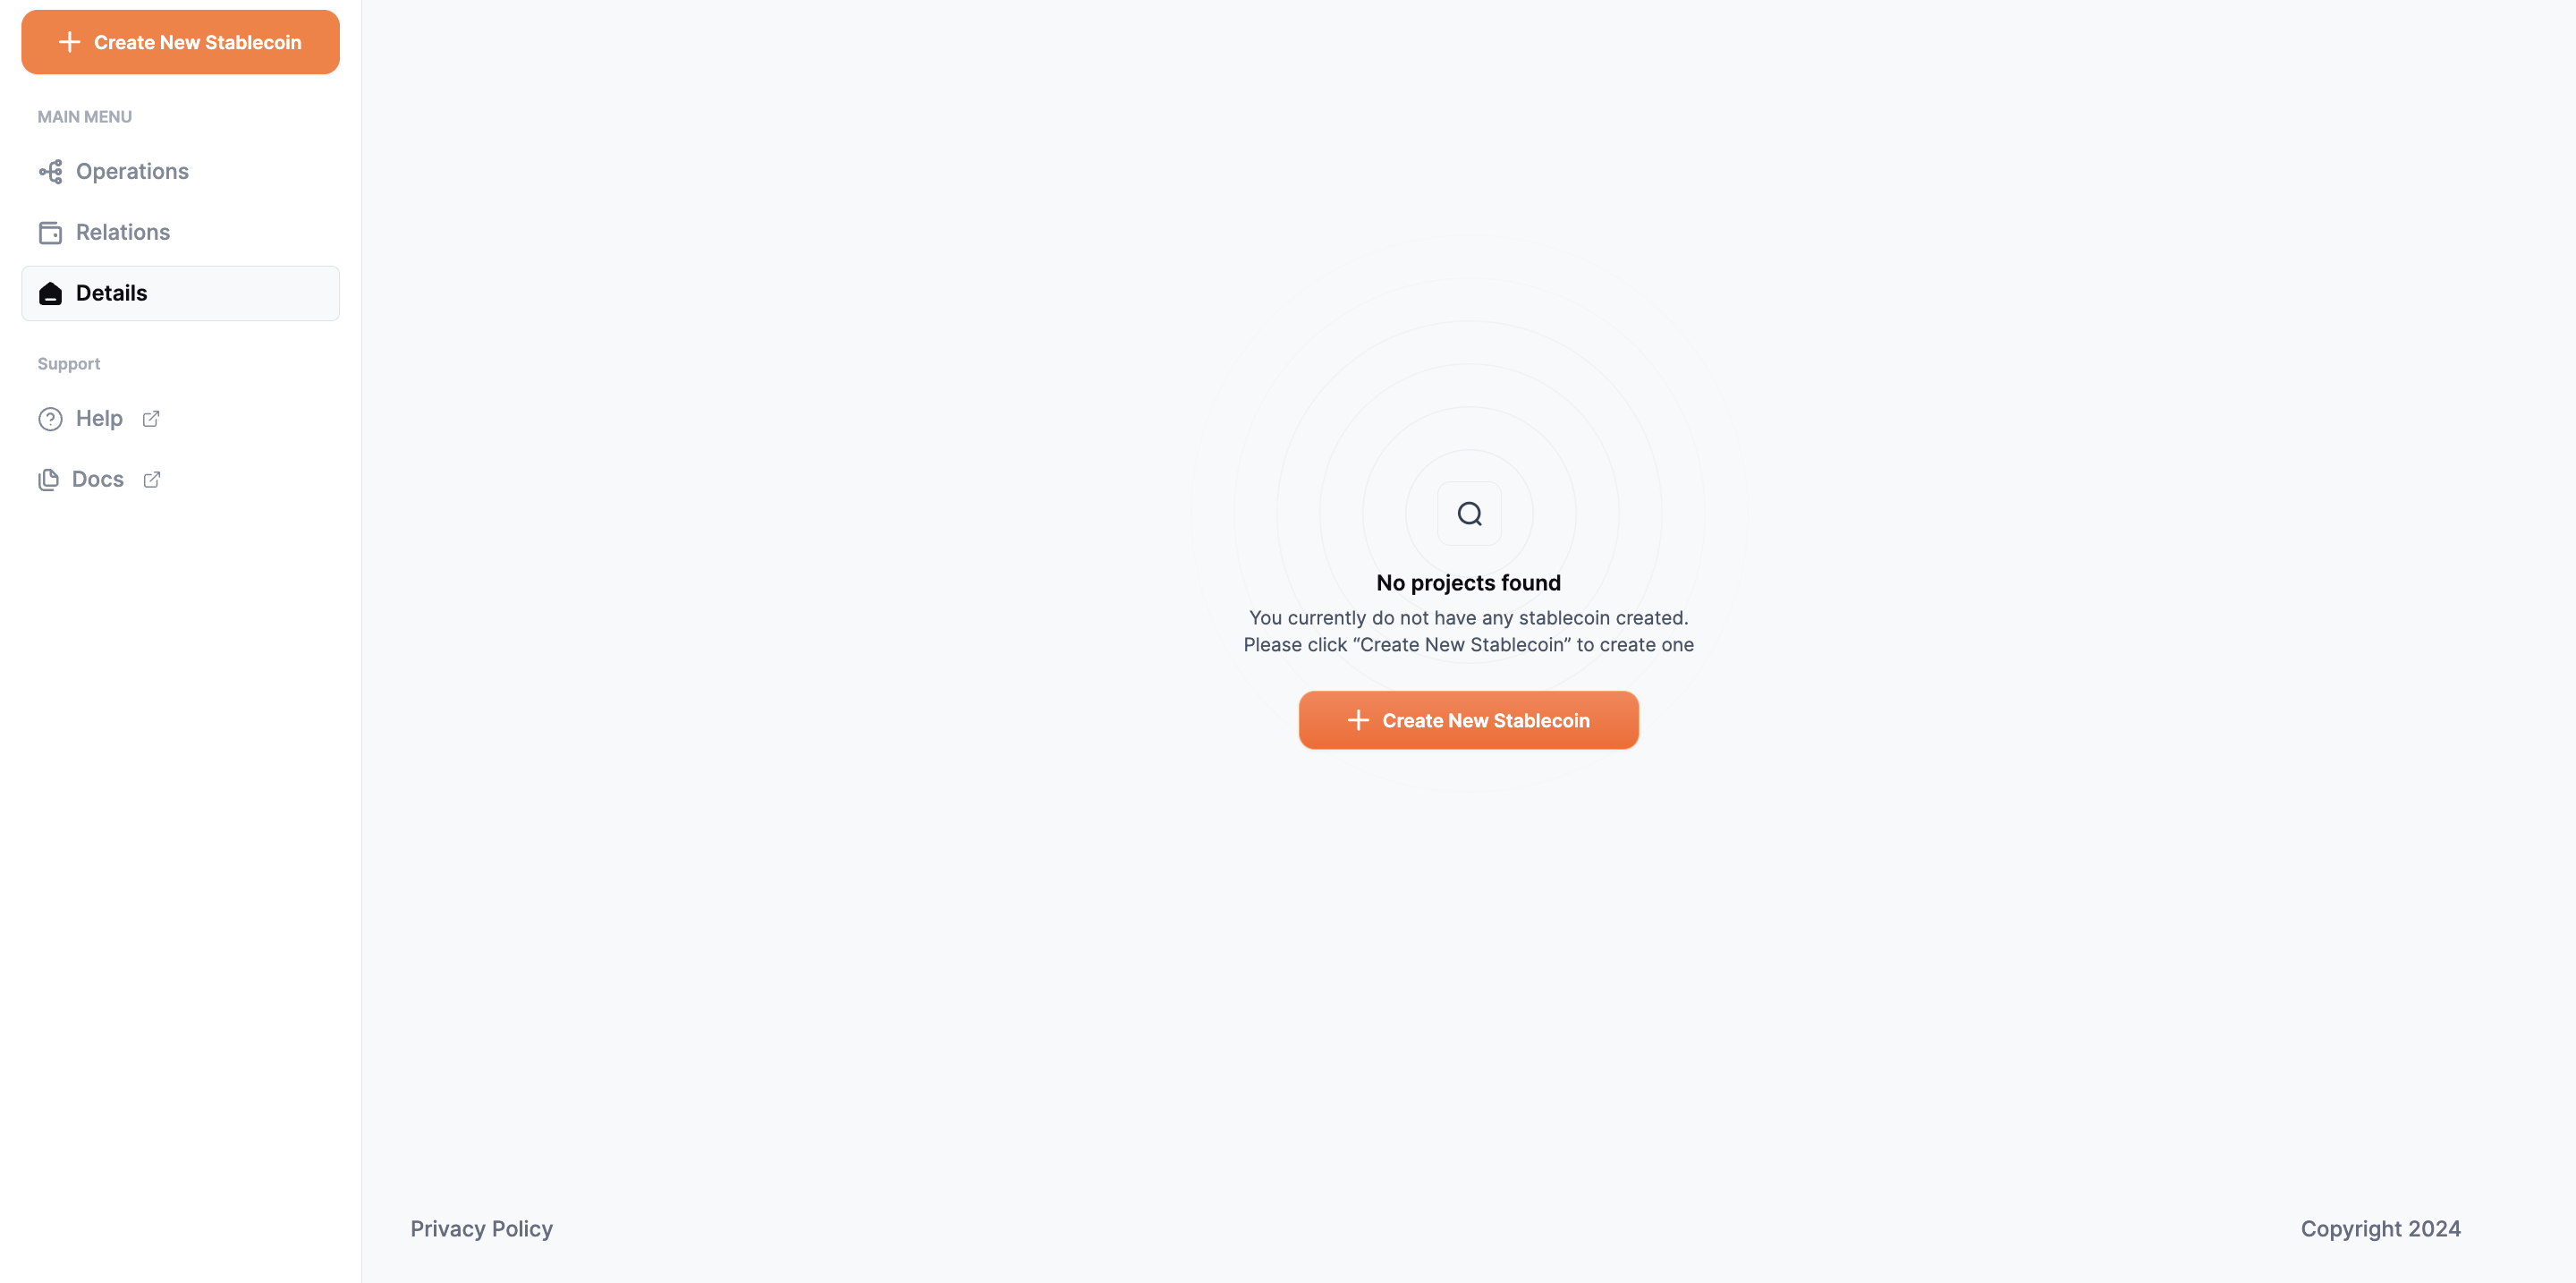 Create New Stablecoin
MAIN MENU
Operations
Relations
Details
Support
Help
Docs
No projects found
You currently do not have any stablecoin created.
Please click “Create New Stablecoin” to create one
Create New Stablecoin
Privacy Policy
Copyright 2024